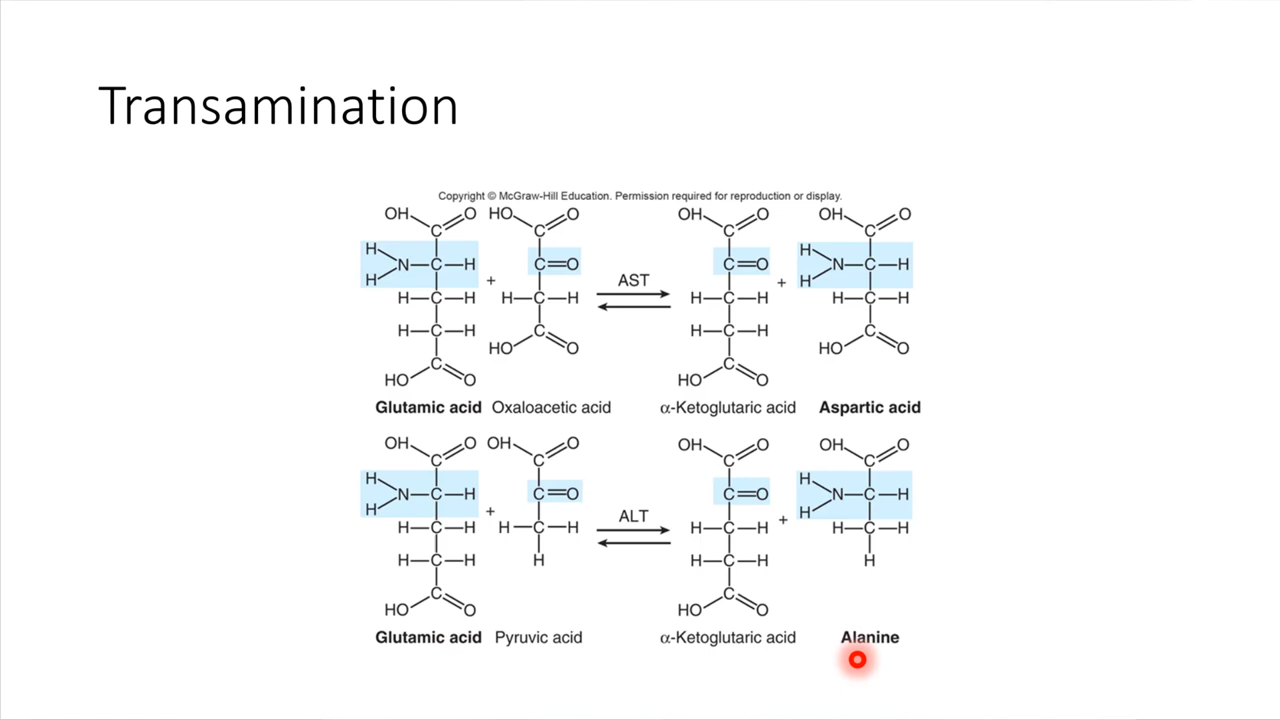 Transamination
Copyright © McGraw-Hill Education. Permission required for reproduction or display.
OH O HO O OH O OH O
C C C C
H H
N—C—H C=O C=O N—C—H
H + AST + H
H—C—H H—C—H H—C—H H—C—H
H—C—H C H—C—H C
HO O HO O
C C
HO O HO O
Glutamic acid Oxaloacetic acid α-Ketoglutaric acid Aspartic acid
OH O OH O OH O OH O
C C C C
H H
N—C—H C=O C=O N—C—H
H + ALT + H
H—C—H H—C—H H—C—H H—C—H
H—C—H H H—C—H H
C C
HO O HO O
Glutamic acid Pyruvic acid α-Ketoglutaric acid Alanine